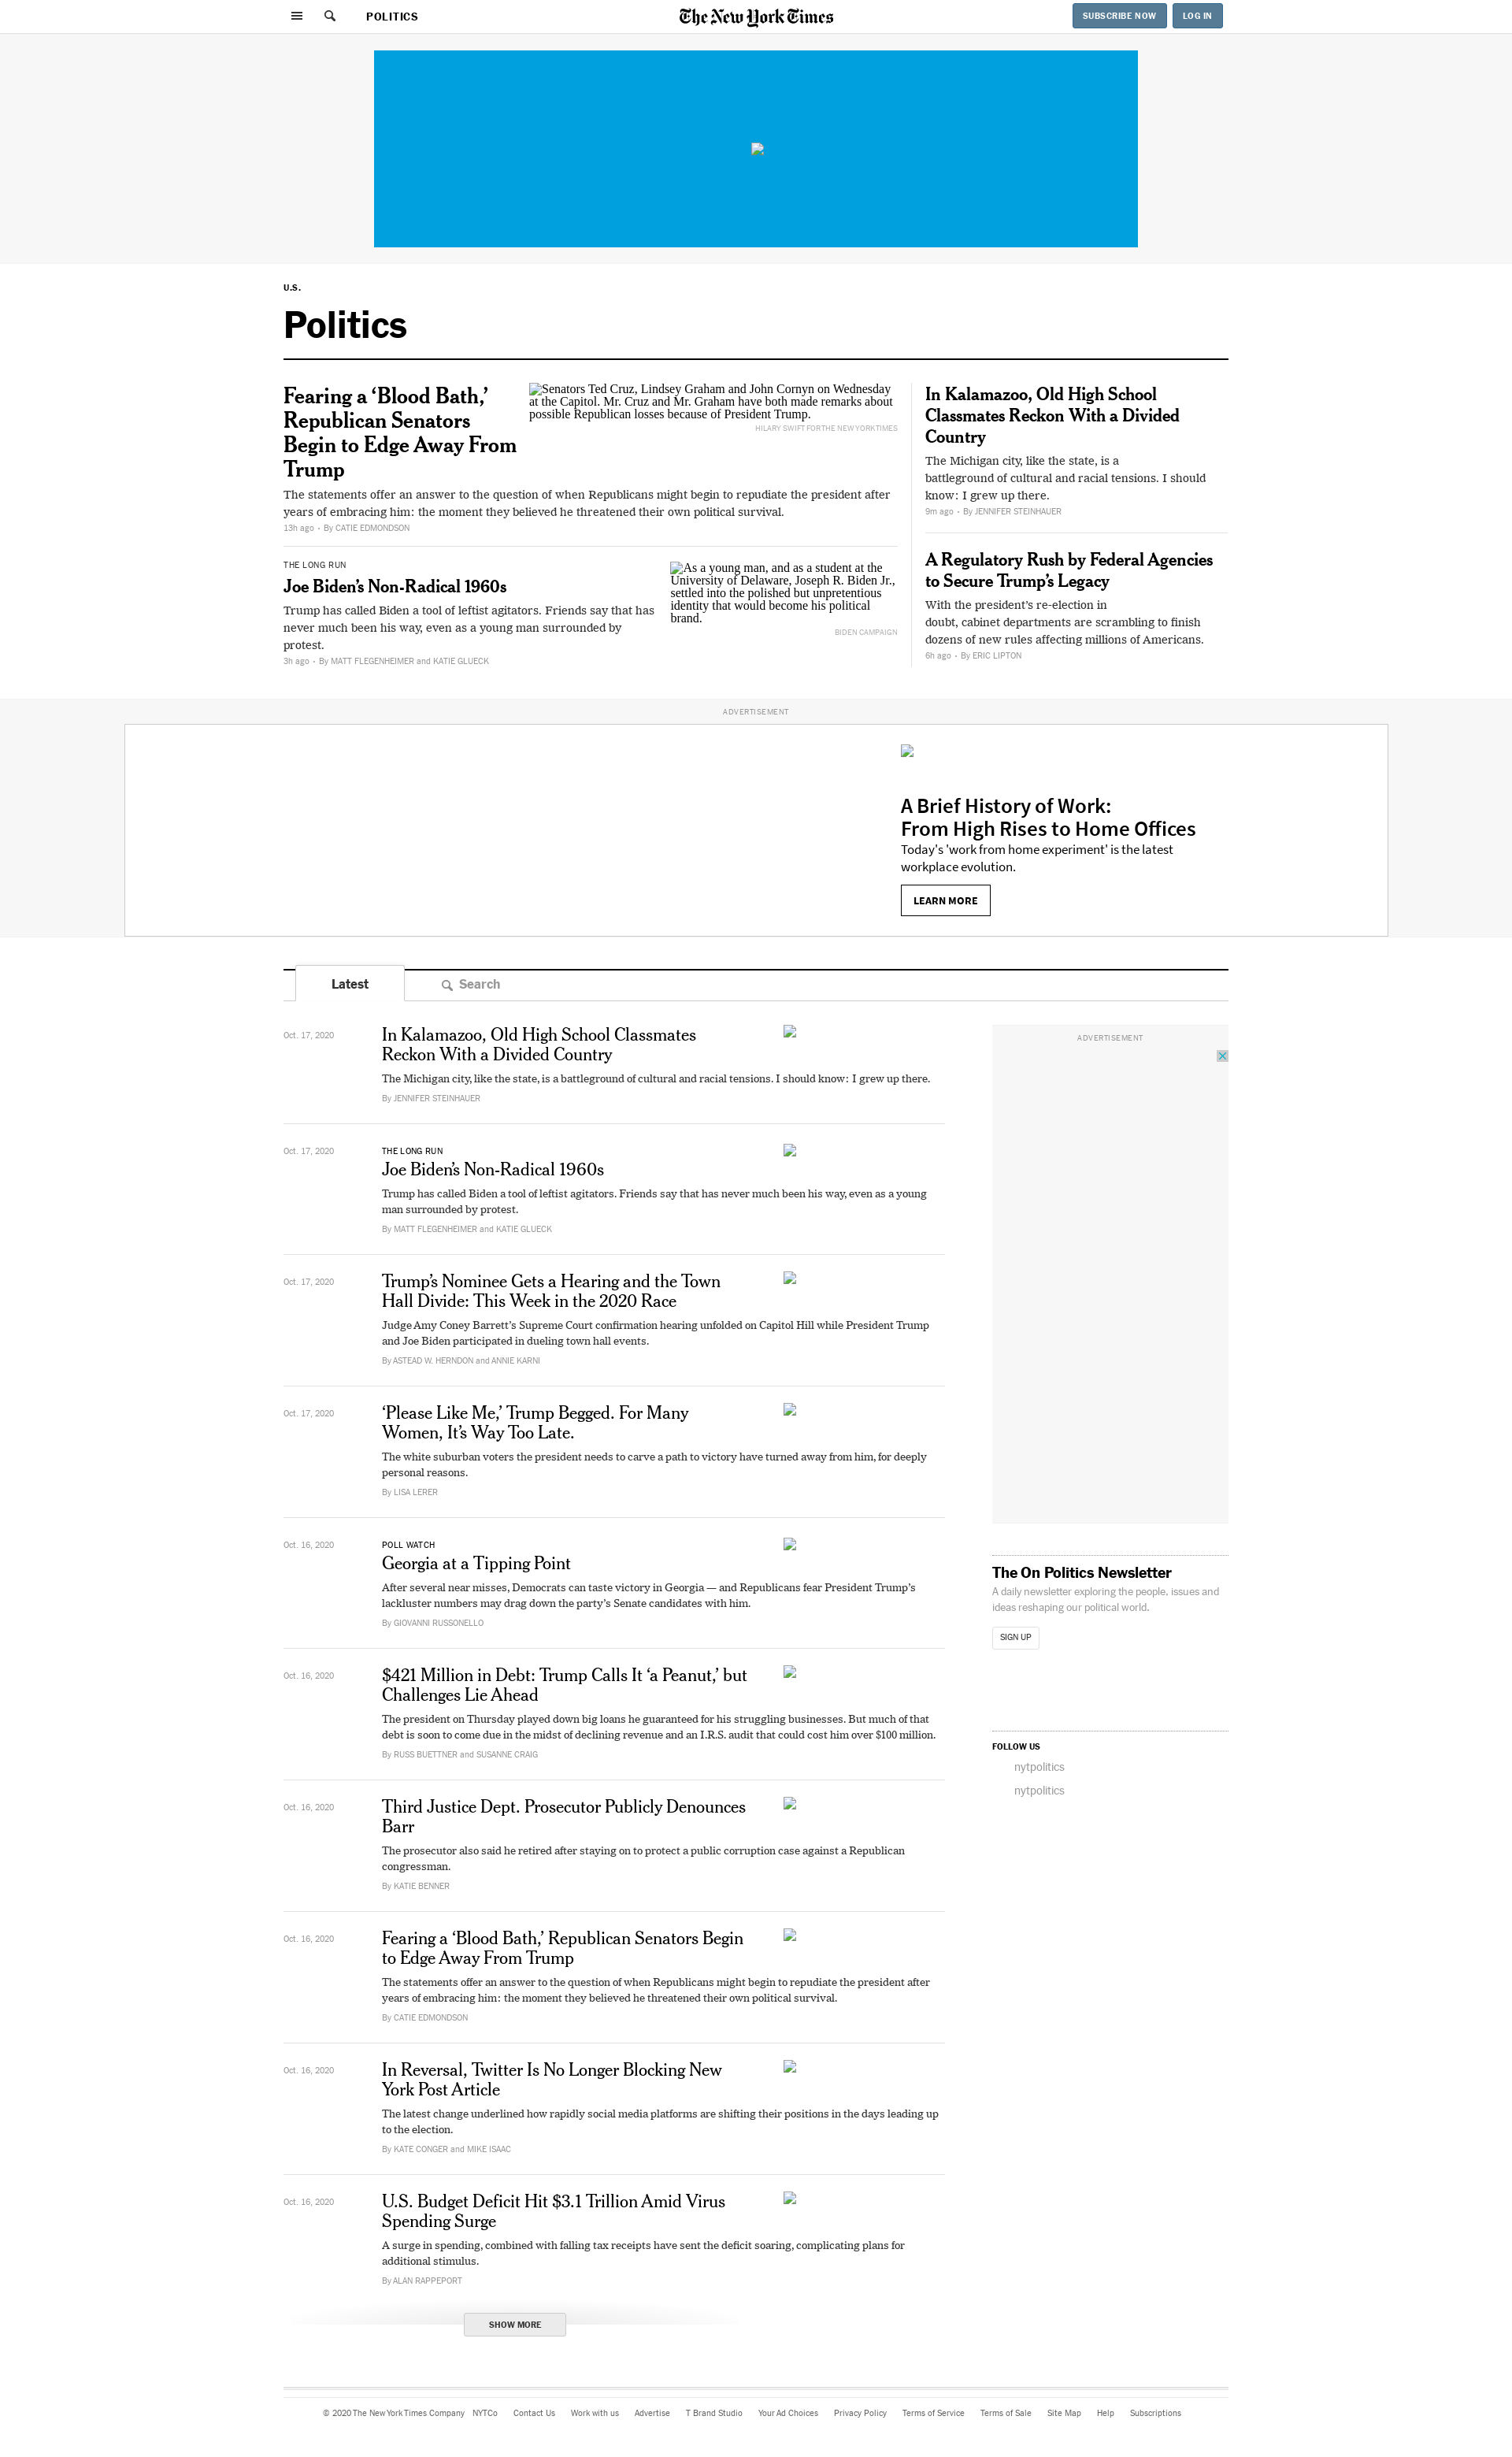 POLITICS
The New York Times
SUBSCRIBE NOW
LOG IN
U.S.
Politics
Fearing a ‘Blood Bath,’
Republican Senators
Begin to Edge Away From
Trump
Senators Ted Cruz, Lindsey Graham and John Cornyn on Wednesday
at the Capitol. Mr. Cruz and Mr. Graham have both made remarks about
possible Republican losses because of President Trump.
HILARY SWIFT FOR THE NEW YORK TIMES
The statements offer an answer to the question of when Republicans might begin to repudiate the president after
years of embracing him: the moment they believed he threatened their own political survival.
13h ago • By CATIE EDMONDSON
THE LONG RUN
Joe Biden’s Non-Radical 1960s
Trump has called Biden a tool of leftist agitators. Friends say that has
never much been his way, even as a young man surrounded by
protest.
3h ago • By MATT FLEGENHEIMER and KATIE GLUECK
As a young man, and as a student at the
University of Delaware, Joseph R. Biden Jr.,
settled into the polished but unpretentious
identity that would become his political
brand.
BIDEN CAMPAIGN
In Kalamazoo, Old High School
Classmates Reckon With a Divided
Country
The Michigan city, like the state, is a
battleground of cultural and racial tensions. I should
know: I grew up there.
9m ago • By JENNIFER STEINHAUER
A Regulatory Rush by Federal Agencies
to Secure Trump’s Legacy
With the president’s re-election in
doubt, cabinet departments are scrambling to finish
dozens of new rules affecting millions of Americans.
6h ago • By ERIC LIPTON
ADVERTISEMENT
A Brief History of Work:
From High Rises to Home Offices
Today's 'work from home experiment' is the latest
workplace evolution.
LEARN MORE
Latest
Search
Oct. 17, 2020
In Kalamazoo, Old High School Classmates
Reckon With a Divided Country
The Michigan city, like the state, is a battleground of cultural and racial tensions. I should know: I grew up there.
By JENNIFER STEINHAUER
Oct. 17, 2020
THE LONG RUN
Joe Biden’s Non-Radical 1960s
Trump has called Biden a tool of leftist agitators. Friends say that has never much been his way, even as a young
man surrounded by protest.
By MATT FLEGENHEIMER and KATIE GLUECK
Oct. 17, 2020
Trump’s Nominee Gets a Hearing and the Town
Hall Divide: This Week in the 2020 Race
Judge Amy Coney Barrett’s Supreme Court confirmation hearing unfolded on Capitol Hill while President Trump
and Joe Biden participated in dueling town hall events.
By ASTEAD W. HERNDON and ANNIE KARNI
Oct. 17, 2020
‘Please Like Me,’ Trump Begged. For Many
Women, It’s Way Too Late.
The white suburban voters the president needs to carve a path to victory have turned away from him, for deeply
personal reasons.
By LISA LERER
Oct. 16, 2020
POLL WATCH
Georgia at a Tipping Point
After several near misses, Democrats can taste victory in Georgia — and Republicans fear President Trump’s
lackluster numbers may drag down the party’s Senate candidates with him.
By GIOVANNI RUSSONELLO
Oct. 16, 2020
$421 Million in Debt: Trump Calls It ‘a Peanut,’ but
Challenges Lie Ahead
The president on Thursday played down big loans he guaranteed for his struggling businesses. But much of that
debt is soon to come due in the midst of declining revenue and an I.R.S. audit that could cost him over $100 million.
By RUSS BUETTNER and SUSANNE CRAIG
Oct. 16, 2020
Third Justice Dept. Prosecutor Publicly Denounces
Barr
The prosecutor also said he retired after staying on to protect a public corruption case against a Republican
congressman.
By KATIE BENNER
Oct. 16, 2020
Fearing a ‘Blood Bath,’ Republican Senators Begin
to Edge Away From Trump
The statements offer an answer to the question of when Republicans might begin to repudiate the president after
years of embracing him: the moment they believed he threatened their own political survival.
By CATIE EDMONDSON
Oct. 16, 2020
In Reversal, Twitter Is No Longer Blocking New
York Post Article
The latest change underlined how rapidly social media platforms are shifting their positions in the days leading up
to the election.
By KATE CONGER and MIKE ISAAC
Oct. 16, 2020
U.S. Budget Deficit Hit $3.1 Trillion Amid Virus
Spending Surge
A surge in spending, combined with falling tax receipts have sent the deficit soaring, complicating plans for
additional stimulus.
By ALAN RAPPEPORT
SHOW MORE
ADVERTISEMENT
The On Politics Newsletter
A daily newsletter exploring the people, issues and
ideas reshaping our political world.
SIGN UP
FOLLOW US
nytpolitics
nytpolitics
© 2020 The New York Times Company NYTCo Contact Us Work with us Advertise T Brand Studio Your Ad Choices Privacy Policy Terms of Service Terms of Sale Site Map Help Subscriptions